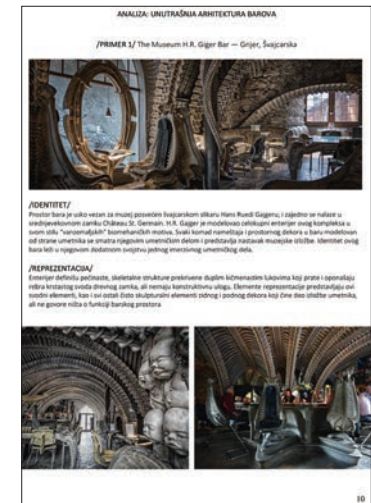 ANALIZA: UNUTRAŠNJA ARHITEKTURA BAROVA
/PRIMER 1/ The Museum H.R. Giger Bar — Grijer, Švajcarska
/IDENTITET/
Prostor bara je usko vezan za muzej posvećen švajcarskom slikaru Hans Ruedi Gageru, i zajedno se nalaze u
srednjevekovnom zamku Château St. Germain. H.R. Gager je modelovao celokupni enterijer ovog kompleksa u
svom stilu "vanzemaljskih" biomehaničkih motiva. Svaki komad nameštaja i prostornog dekora u baru modelovan
od strane umetnika se smatra njegovim umetničkim delom i predstavlja nastavak muzejske izložbe. Identitet ovog
bara leži u njegovom dodatnom svojstvu jednog imerzivnog umetničkog dela.
/REPREZENTACIJA/
Enterijer definišu pećinaste, skeletalne strukture prekrivene duplim kičmenastim lukovima koji prate i oponašaju
rebra krstastog svoda drevnog zamka, ali nemaju konstruktivnu ulogu. Elemente reprezentacije predstavljaju ovi
svodni elementi, kao i svi ostali čisto skulpturalni elementi zidnog i podnog dekora koji čine deo izložbe umetnika,
ali ne govore ništa o funkciji barskog prostora.
10